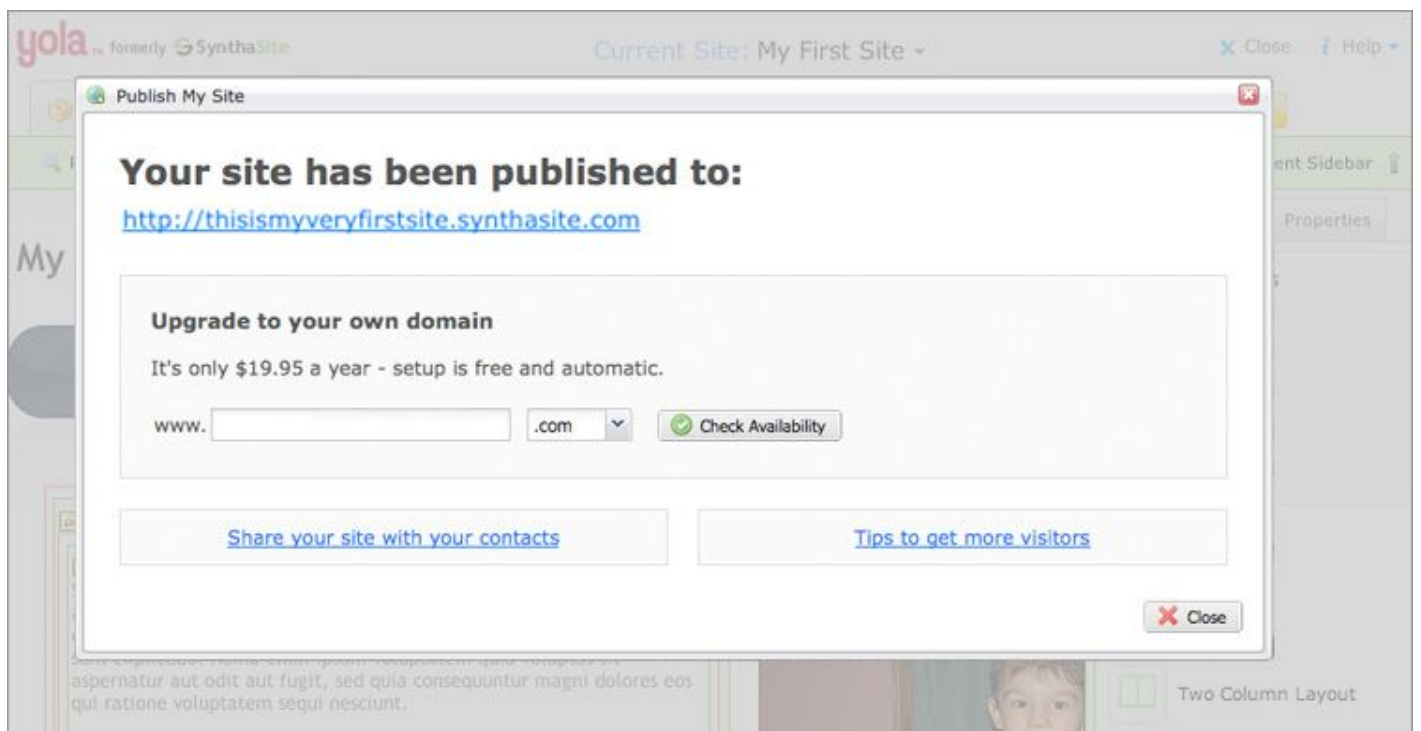 yola formerly SynthaSite
Current Site: My First Site
Close
Help
Publish My Site
Your site has been published to:
http://thisismyveryfirstsite.synthasite.com
ent Sidebar
Properties
My
Upgrade to your own domain
It's only $19.95 a year - setup is free and automatic.
www.
.com
Check Availability
Share your site with your contacts
Tips to get more visitors
Close
aspernatur aut odit aut fugit, sed quia consequuntur magni dolores eos
qui ratione voluptatem sequi nesciunt.
Two Column Layout